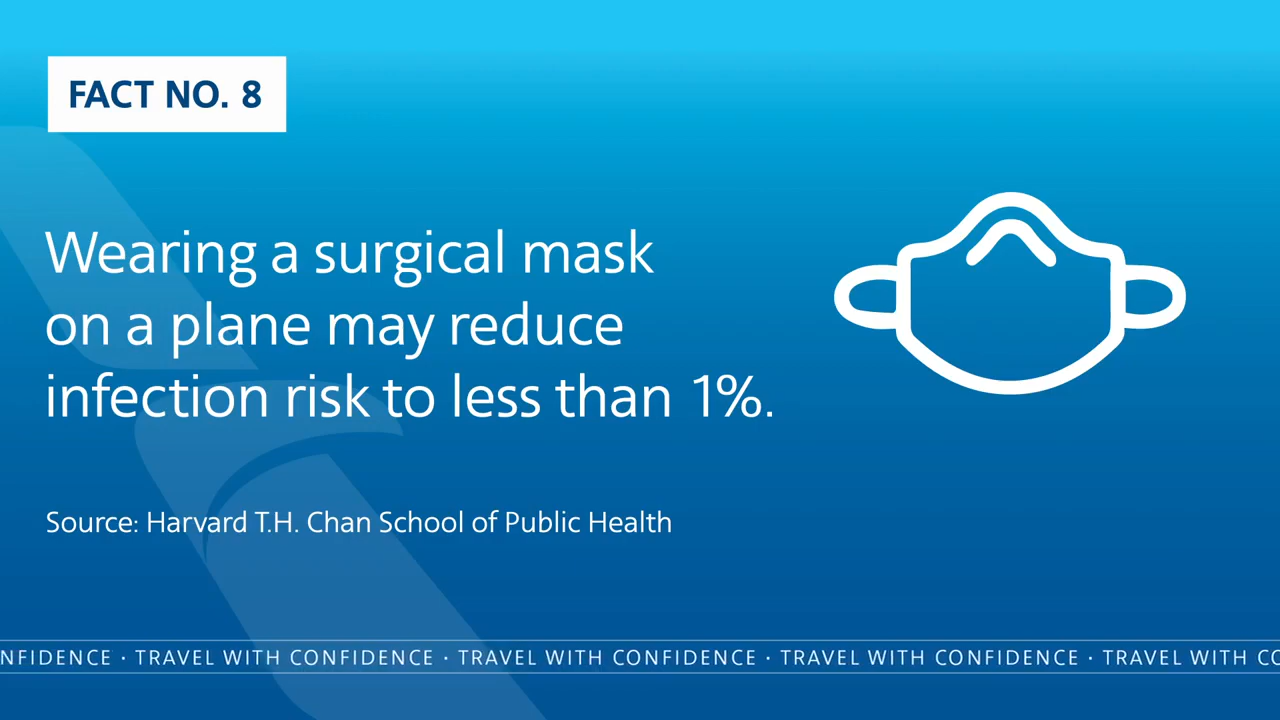 FACT NO. 8
Wearing a surgical mask
on a plane may reduce
infection risk to less than 1%.
Source: Harvard T.H. Chan School of Public Health
NFIDENCE · TRAVEL WITH CONFIDENCE · TRAVEL WITH CONFIDENCE · TRAVEL WITH CONFIDENCE · TRAVEL WITH CO